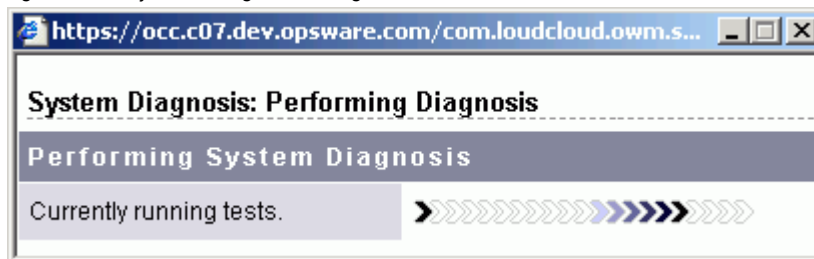 https://occ.c07.dev.opsware.com/com.loudcloud.owm.s...
System Diagnosis: Performing Diagnosis
Performing System Diagnosis
Currently running tests.